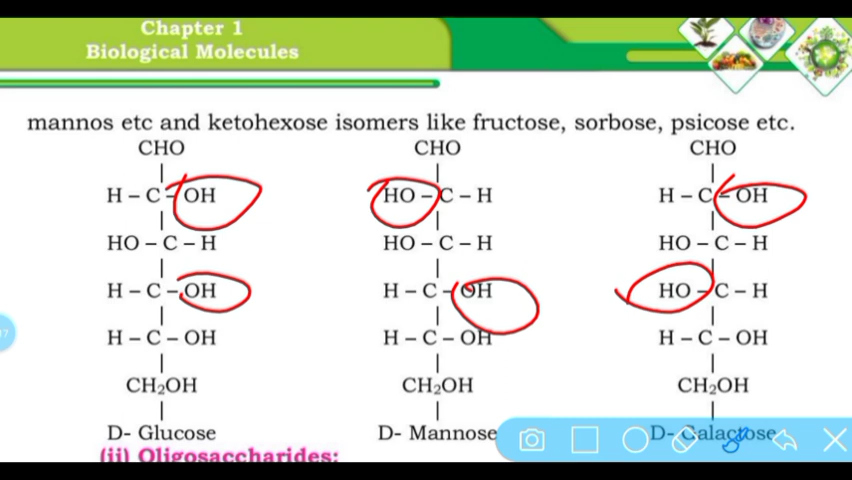 Chapter 1
Biological Molecules
mannos etc and ketohexose isomers like fructose, sorbose, psicose etc.
CHO CHO CHO
| | |
H – C – OH HO – C – H H – C – OH
| | |
HO – C – H HO – C – H HO – C – H
| | |
H – C – OH H – C – OH HO – C – H
| | |
H – C – OH H – C – OH H – C – OH
| | |
CH₂OH CH₂OH CH₂OH
| | |
D- Glucose D- Mannose D- Galactose
(ii) Oligosaccharides: